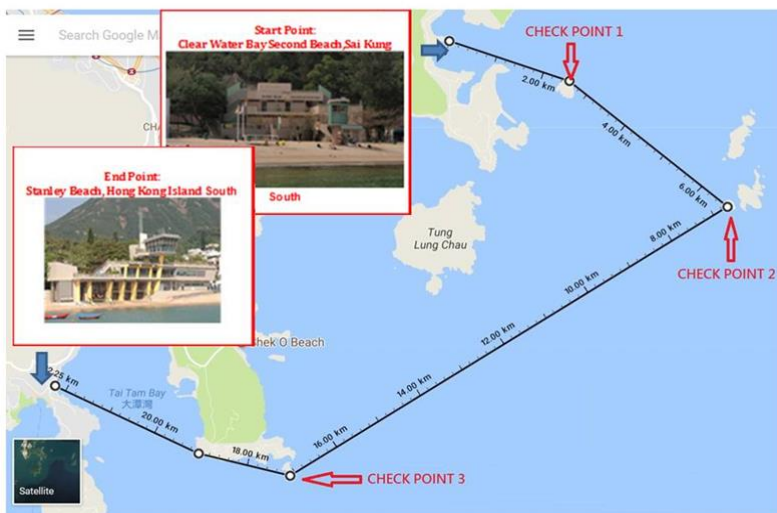 Search Google M
Start Point:
Clear Water Bay Second Beach,Sai Kung
South
End Point:
Stanley Beach, Hong Kong Island South
CHECK POINT 1
2.00 km
4.00 km
6.00 km
8.00 km
CHECK POINT 2
Tung
Lung Chau
10.00 km
12.00 km
hek O Beach
14.00 km
16.00 km
18.00 km
CHECK POINT 3
Tai Tam Bay
大潭灣
20.00 km
2.25 km
Satellite
CHA